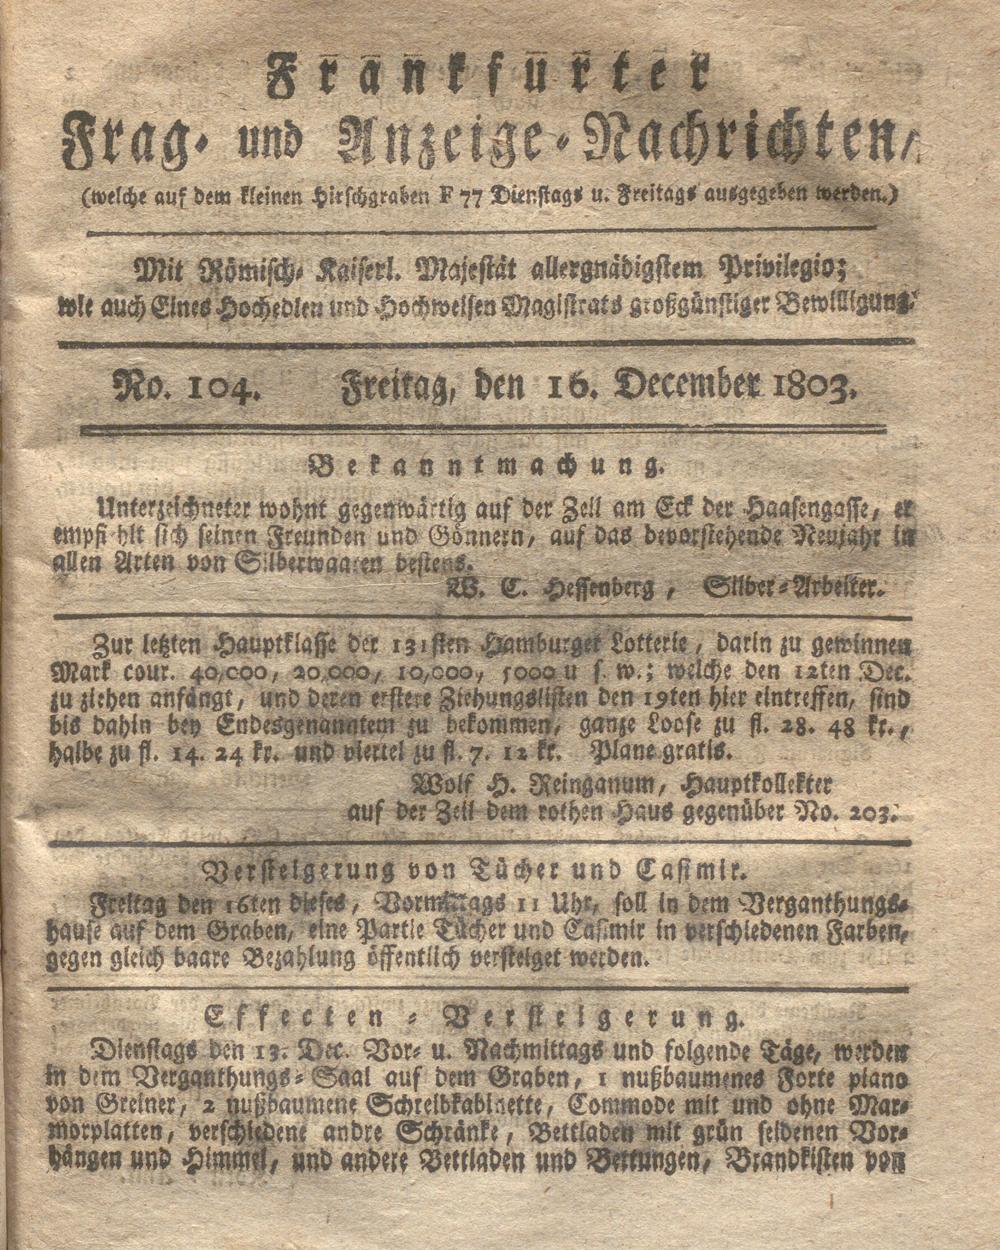 Frankfurter
Frag- und Anzeige-Nachrichten,
(welche auf dem kleinen Hirschgraben F 77 Dienstags u. Freitags ausgegeben werden.)
Mit Römisch- Kaiserl. Majestät allergnädigstem Privilegio;
wie auch Eines Hochedlen und Hochweisen Magistrats großgünstiger Bewilligung.
No. 104. Freitag, den 16. December 1803.
Bekanntmachung.
Unterzeichneter wohnt gegenwärtig auf der Zeil am Eck der Haasengasse, er
empfiehlt sich seinen Freunden und Gönnern, auf das bevorstehende Neujahr in
allen Arten von Silberwaaren bestens.
W. C. Hessenberg, Silber-Arbeiter.
Zur letzten Hauptklasse der 131sten Hamburger Lotterie, darin zu gewinnen
Mark cour. 40,000, 20,000, 10,000, 5000 u s. w.; welche den 12ten Dec.
zu ziehen anfängt, und deren erstere Ziehungslisten den 19ten hier eintreffen, sind
bis dahin bey Endesgenanntem zu bekommen, ganze Loose zu fl. 28. 48 kr.,
halbe zu fl. 14. 24 kr. und viertel zu fl. 7. 12 kr. Plane gratis.
Wolf H. Reinganum, Hauptkollekter
auf der Zeil dem rothen Haus gegenüber No. 203.
Versteigerung von Tücher und Casimir.
Freitag den 16ten dieses, Vormittags 11 Uhr, soll in dem Verganthungs-
hause auf dem Graben, eine Partie Tücher und Casimir in verschiedenen Farben,
gegen gleich baare Bezahlung öffentlich versteiget werden.
Effecten-Versteigerung.
Dienstags den 13. Dec. Vor- u. Nachmittags und folgende Täge, werden
in dem Verganthungs-Saal auf dem Graben, 1 nußbaumenes Forte piano
von Greiner, 2 nußbaumene Schreibkabinette, Commode mit und ohne Mar-
morplatten, verschiedene andre Schränke, Bettladen mit grün seidenen Vor-
hängen und Himmel, und andere Bettladen und Bettungen, Brandkisten von